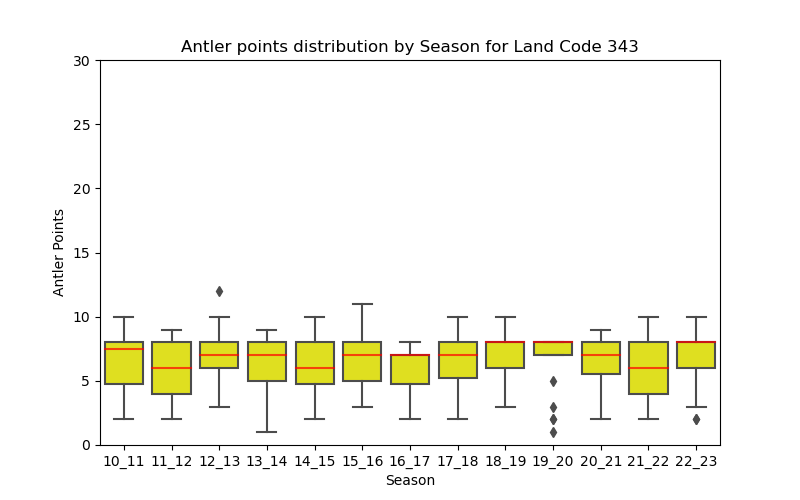 Antler points distribution by Season for Land Code 343
30
25
20
15
10
5
0
Antler Points
10_11 11_12 12_13 13_14 14_15 15_16 16_17 17_18 18_19 19_20 20_21 21_22 22_23
Season